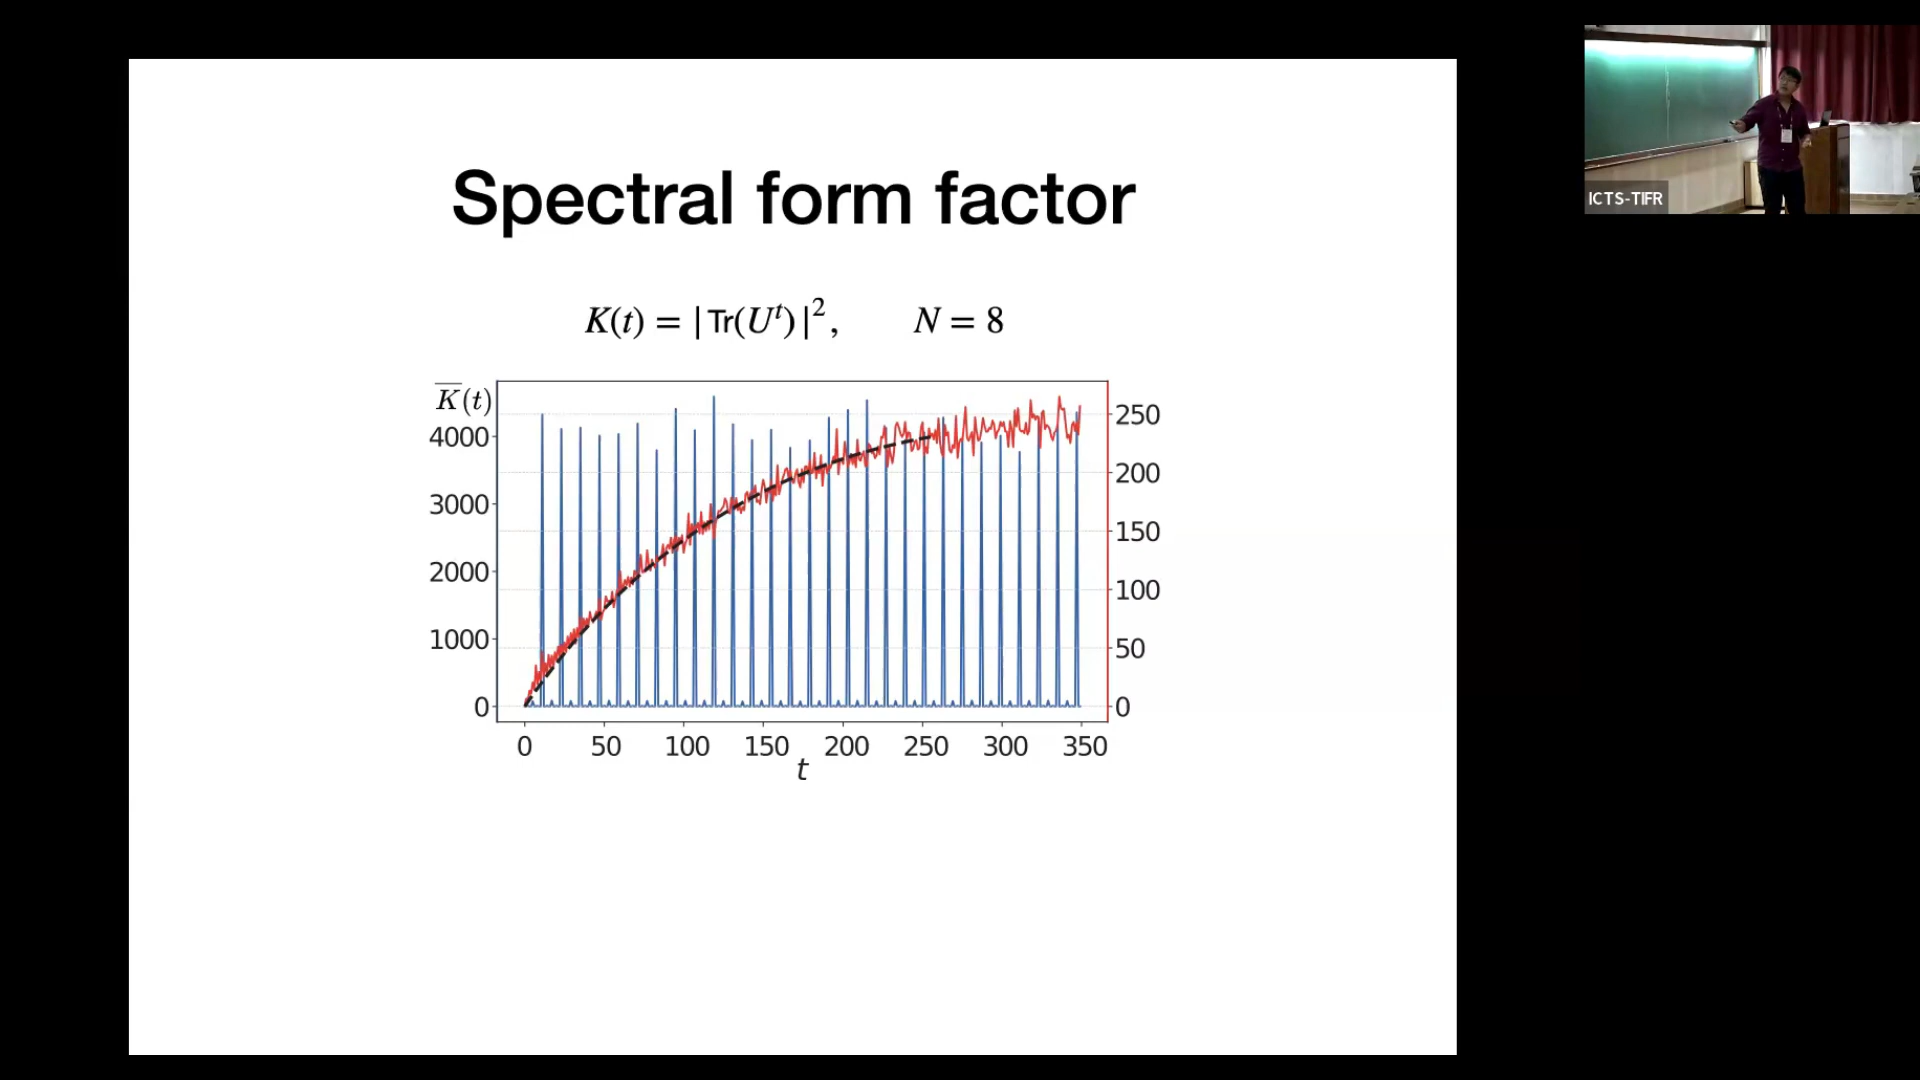 Spectral form factor
K(t) = | Tr(Uᵗ) |², N = 8
K̅(t)
4000
3000
2000
1000
0
250
200
150
100
50
0
0 50 100 150 200 250 300 350
t
ICTS-TIFR